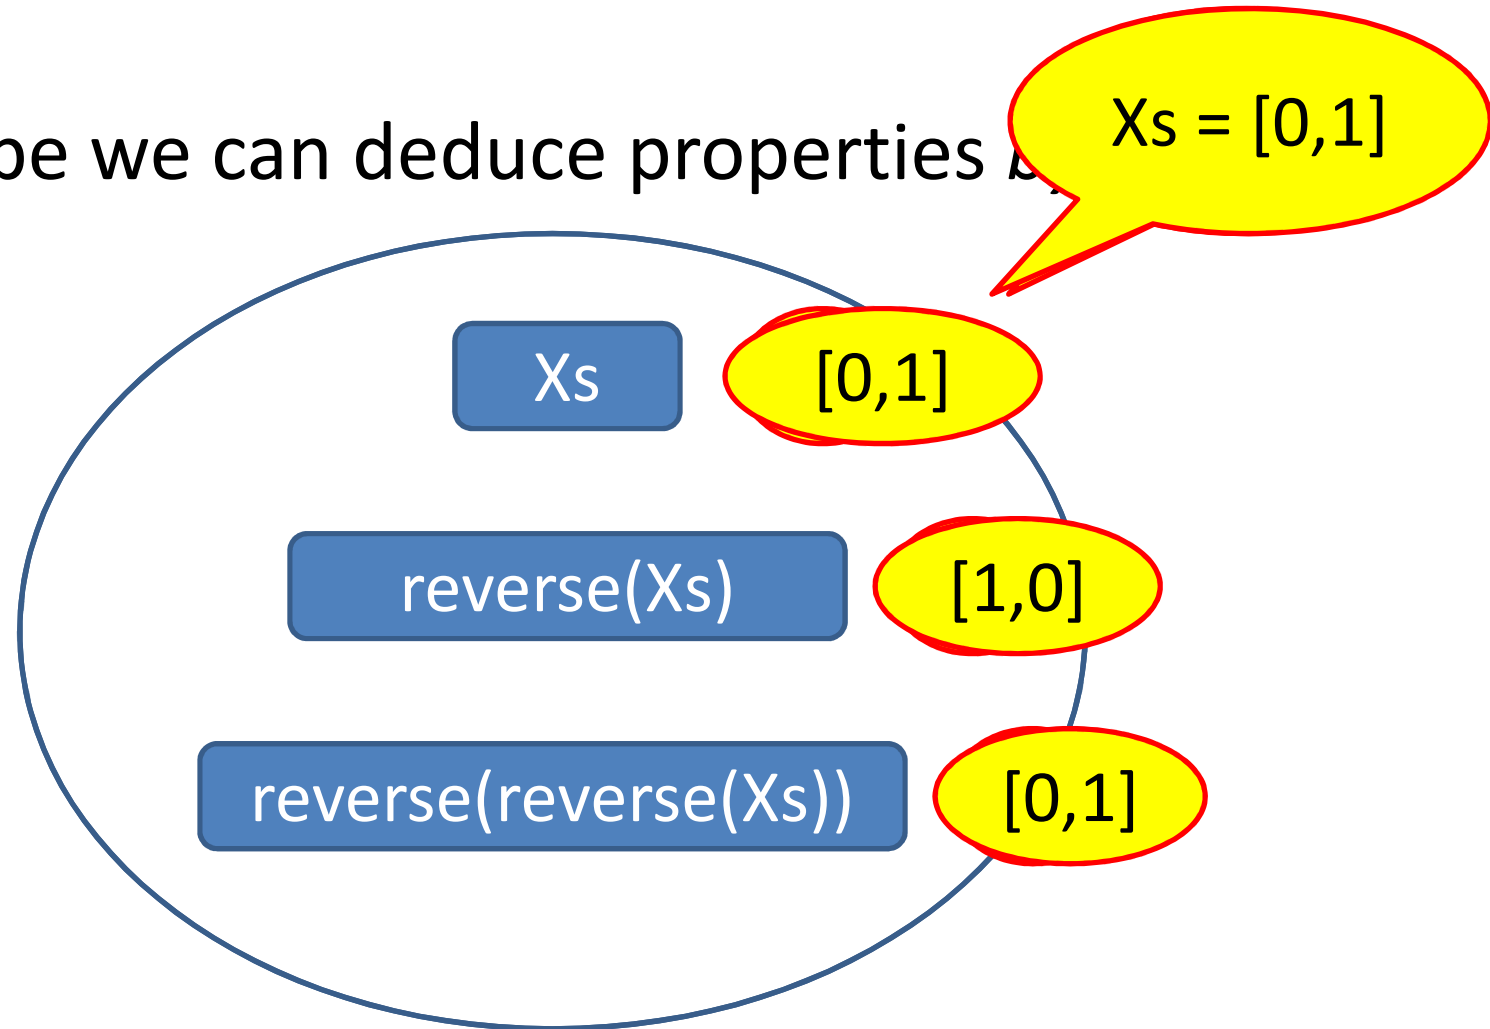 Xs = [0,1]
we can deduce properties
Xs
[0,1]
reverse(Xs)
[1,0]
reverse(reverse(Xs))
[0,1]